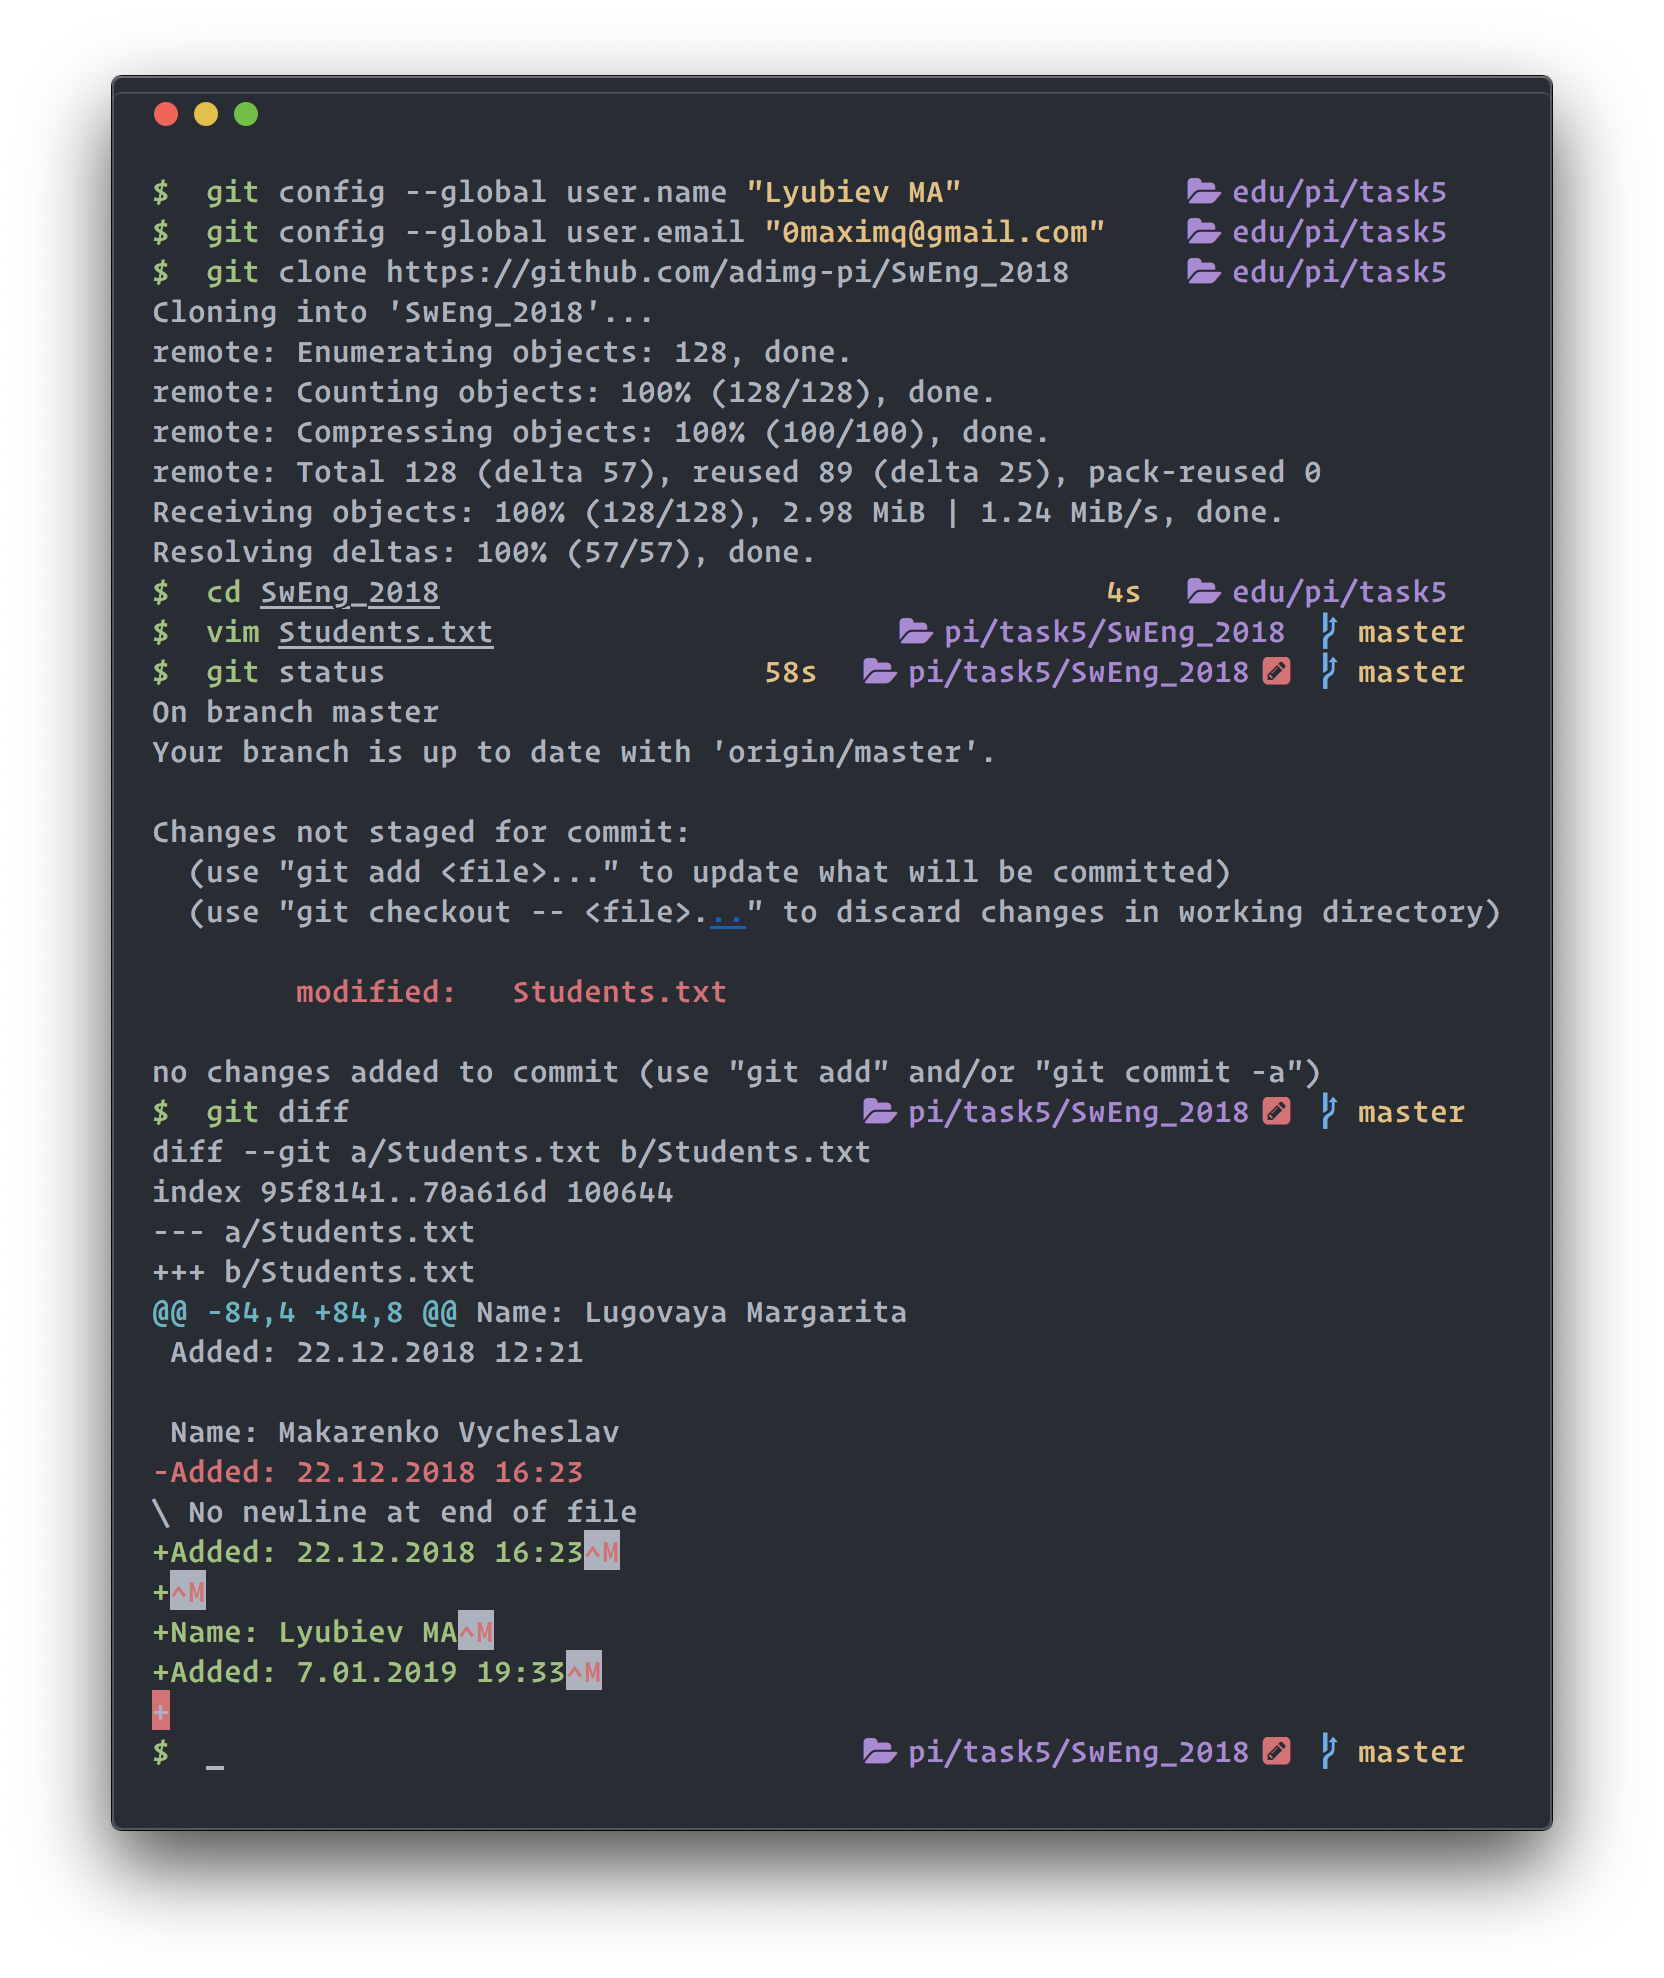 $ git config --global user.name "Lyubiev MA" edu/pi/task5
$ git config --global user.email "0maximq@gmail.com" edu/pi/task5
$ git clone https://github.com/adimg-pi/SwEng_2018 edu/pi/task5
Cloning into 'SwEng_2018'...
remote: Enumerating objects: 128, done.
remote: Counting objects: 100% (128/128), done.
remote: Compressing objects: 100% (100/100), done.
remote: Total 128 (delta 57), reused 89 (delta 25), pack-reused 0
Receiving objects: 100% (128/128), 2.98 MiB | 1.24 MiB/s, done.
Resolving deltas: 100% (57/57), done.
$ cd SwEng_2018 4s edu/pi/task5
$ vim Students.txt pi/task5/SwEng_2018 master
$ git status 58s pi/task5/SwEng_2018 master
On branch master
Your branch is up to date with 'origin/master'.
Changes not staged for commit:
  (use "git add <file>..." to update what will be committed)
  (use "git checkout -- <file>..." to discard changes in working directory)
        modified:   Students.txt
no changes added to commit (use "git add" and/or "git commit -a")
$ git diff pi/task5/SwEng_2018 master
diff --git a/Students.txt b/Students.txt
index 95f8141..70a616d 100644
--- a/Students.txt
+++ b/Students.txt
@@ -84,4 +84,8 @@ Name: Lugovaya Margarita
 Added: 22.12.2018 12:21
 Name: Makarenko Vycheslav
-Added: 22.12.2018 16:23
\ No newline at end of file
+Added: 22.12.2018 16:23^M
+^M
+Name: Lyubiev MA^M
+Added: 7.01.2019 19:33^M
+
$ _ pi/task5/SwEng_2018 master